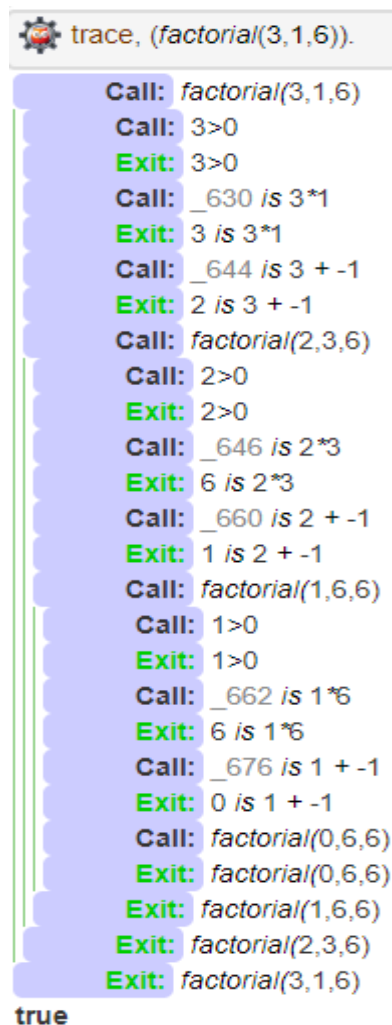 trace, (factorial(3,1,6)).
Call: factorial(3,1,6)
Call: 3>0
Exit: 3>0
Call: _630 is 3*1
Exit: 3 is 3*1
Call: _644 is 3 + -1
Exit: 2 is 3 + -1
Call: factorial(2,3,6)
Call: 2>0
Exit: 2>0
Call: _646 is 2*3
Exit: 6 is 2*3
Call: _660 is 2 + -1
Exit: 1 is 2 + -1
Call: factorial(1,6,6)
Call: 1>0
Exit: 1>0
Call: _662 is 1*6
Exit: 6 is 1*6
Call: _676 is 1 + -1
Exit: 0 is 1 + -1
Call: factorial(0,6,6)
Exit: factorial(0,6,6)
Exit: factorial(1,6,6)
Exit: factorial(2,3,6)
Exit: factorial(3,1,6)
true